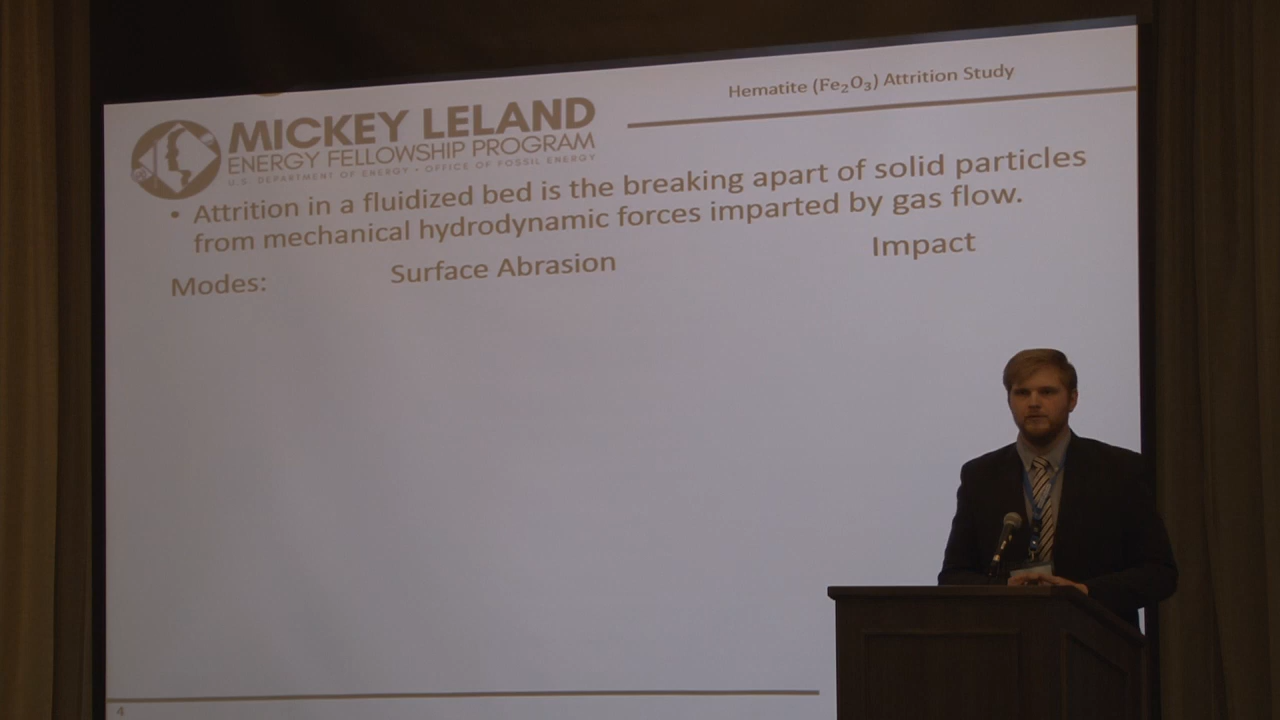 Hematite (Fe₂O₃) Attrition Study
MICKEY LELAND
ENERGY FELLOWSHIP PROGRAM
U.S. DEPARTMENT OF ENERGY • OFFICE OF FOSSIL ENERGY
• Attrition in a fluidized bed is the breaking apart of solid particles
from mechanical hydrodynamic forces imparted by gas flow.
Modes: Surface Abrasion Impact
4